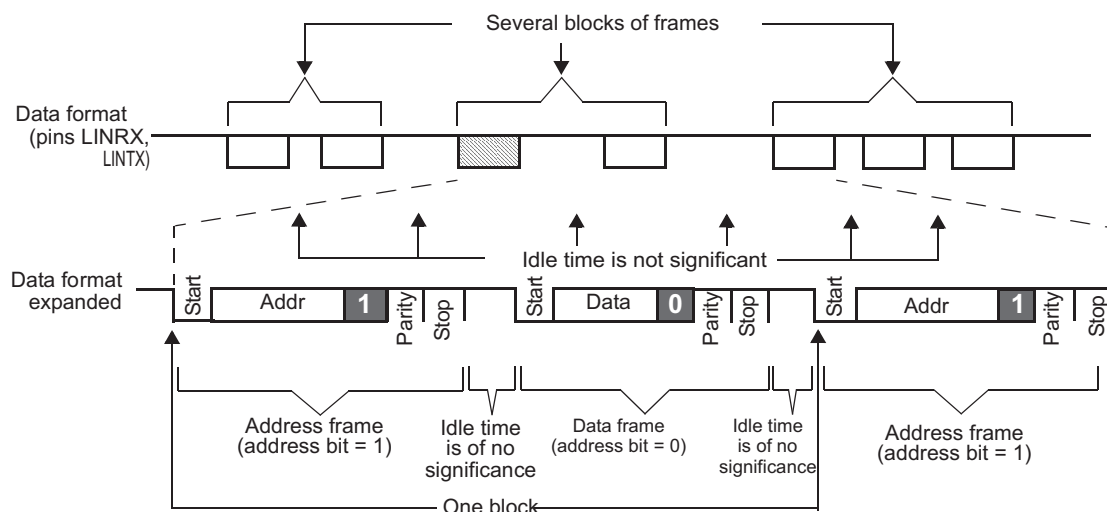 Several blocks of frames
Data format
(pins LINRX,
LINTX)
Idle time is not significant
Data format
expanded
Start
Addr
1
Parity
Stop
Start
Data
0
Parity
Stop
Start
Addr
1
Parity
Stop
Address frame
(address bit = 1)
Idle time
is of no
significance
Data frame
(address bit = 0)
Idle time
is of no
significance
Address frame
(address bit = 1)
One block